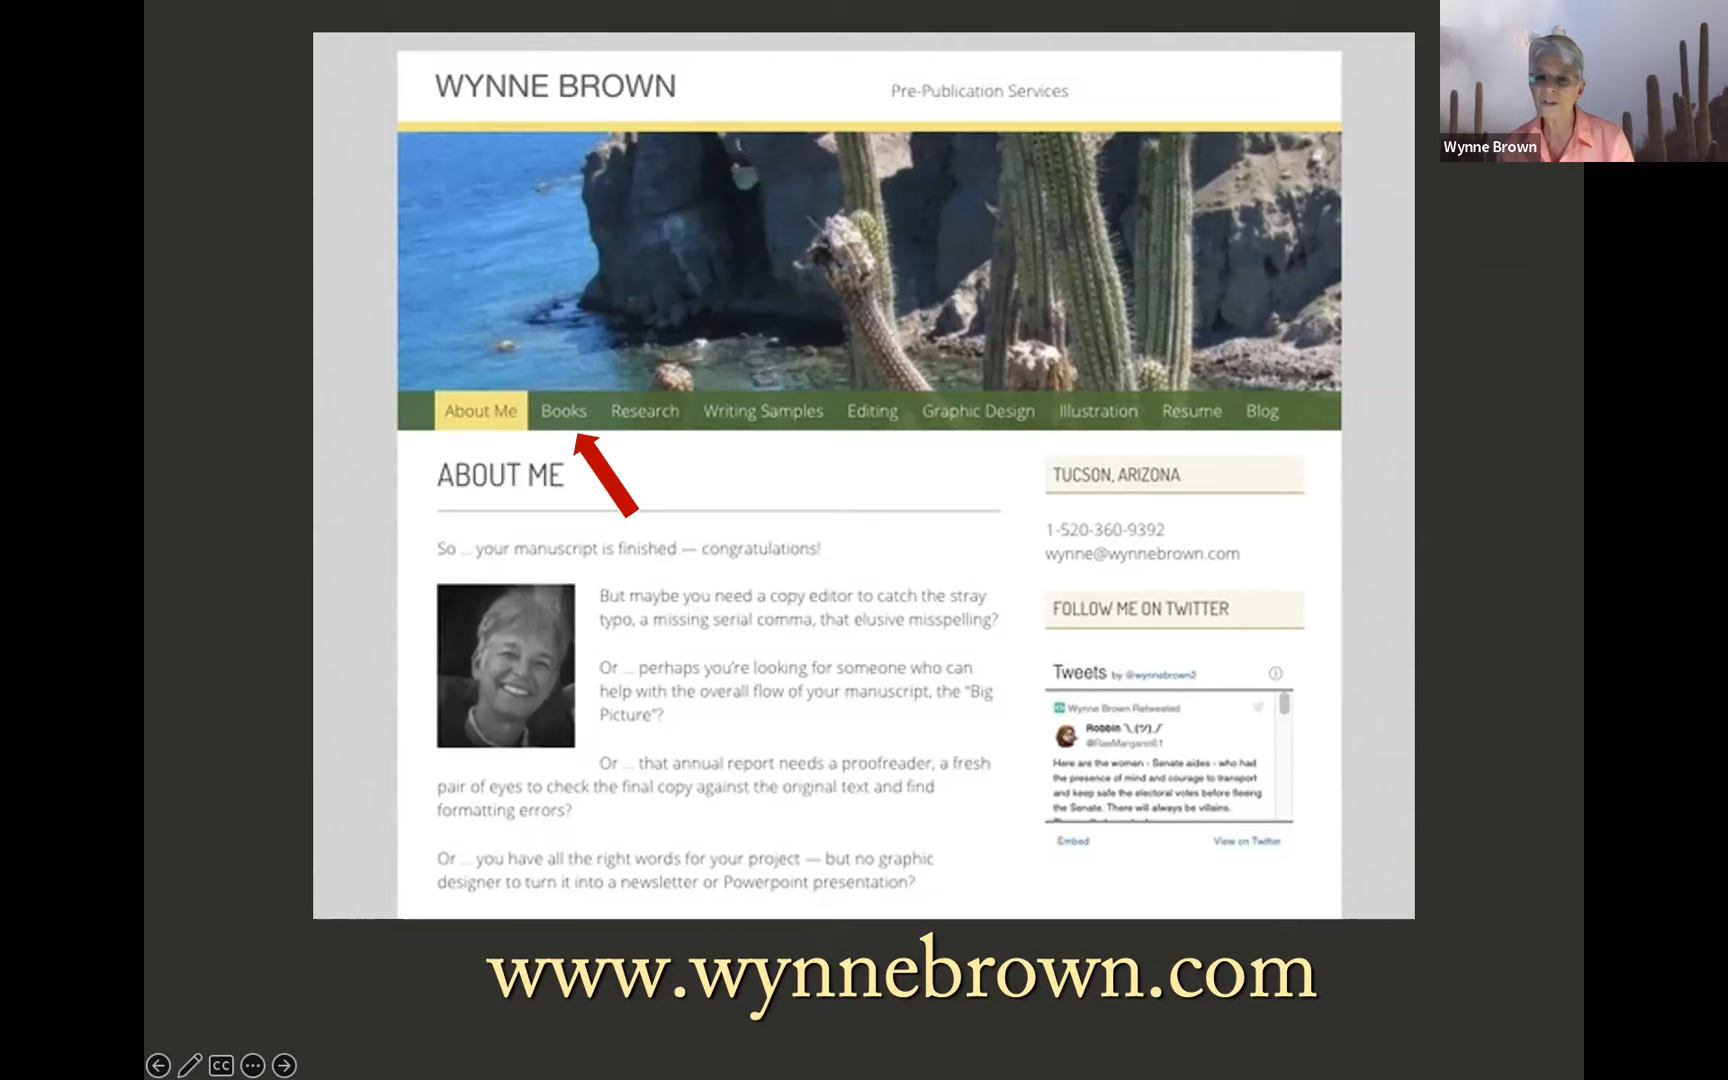 WYNNE BROWN
Pre-Publication Services
Wynne Brown
About Me Books Research Writing Samples Editing Graphic Design Illustration Resume Blog
ABOUT ME
So ... your manuscript is finished — congratulations!
But maybe you need a copy editor to catch the stray
typo, a missing serial comma, that elusive misspelling?
Or ... perhaps you're looking for someone who can
help with the overall flow of your manuscript, the "Big
Picture"?
Or ... that annual report needs a proofreader, a fresh
pair of eyes to check the final copy against the original text and find
formatting errors?
Or ... you have all the right words for your project — but no graphic
designer to turn it into a newsletter or Powerpoint presentation?
TUCSON, ARIZONA
1-520-360-9392
wynne@wynnebrown.com
FOLLOW ME ON TWITTER
Tweets by @wynnebrown2
Wynne Brown Retweeted
Robbin
@RaeMargaret61
Here are the women - Senate aides - who had
the presence of mind and courage to transport
and keep safe the electoral votes before fleeing
the Senate. There will always be villains.
Embed View on Twitter
www.wynnebrown.com
CC